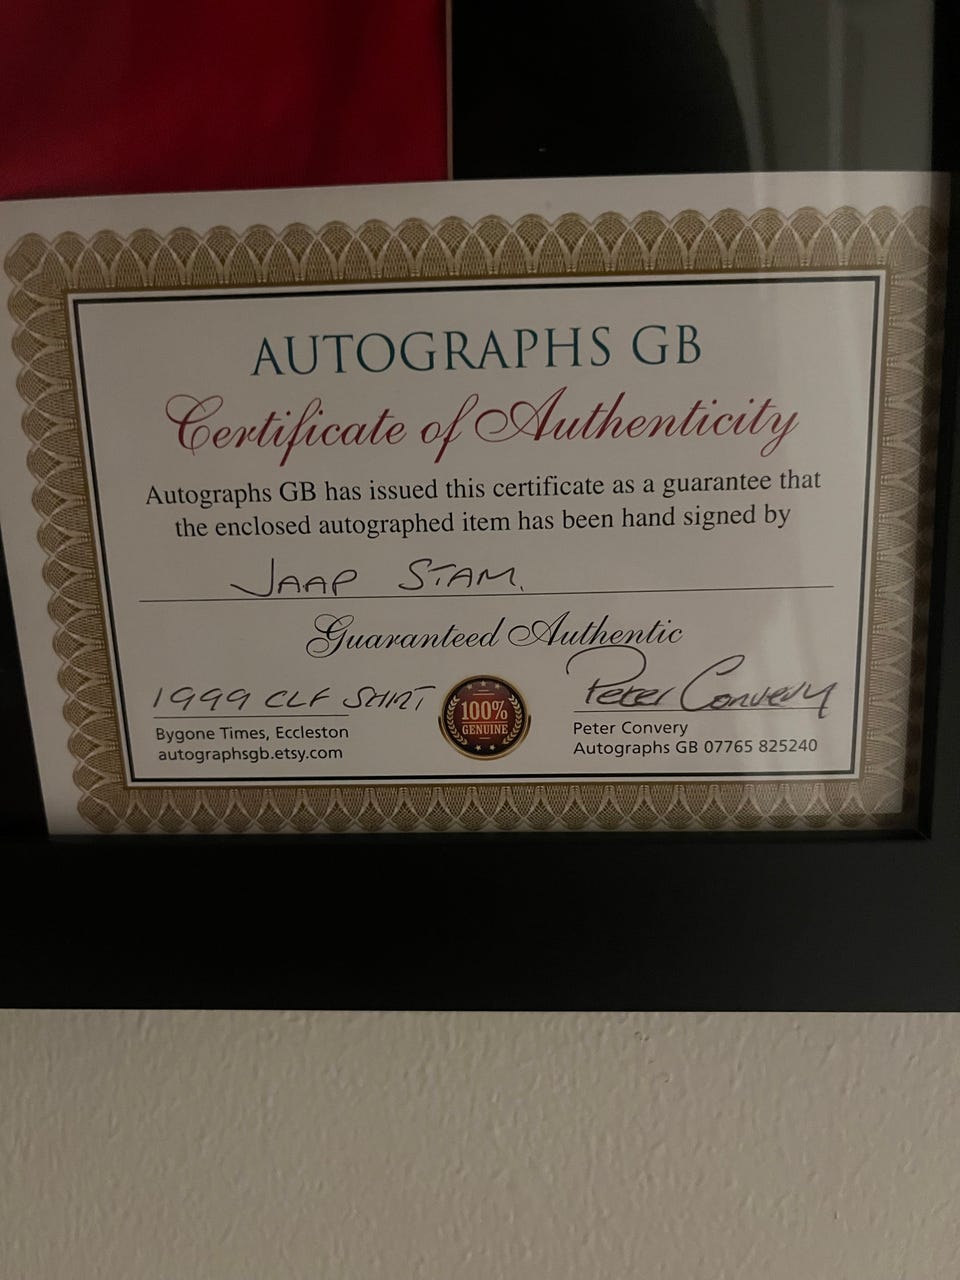 AUTOGRAPHS GB
Certificate of Authenticity
Autographs GB has issued this certificate as a guarantee that
the enclosed autographed item has been hand signed by
JAAP STAM.
Guaranteed Authentic
1999 CLF SHIRT
Peter Convery
100%
GENUINE
Bygone Times, Eccleston
autographsgb.etsy.com
Peter Convery
Autographs GB 07765 825240